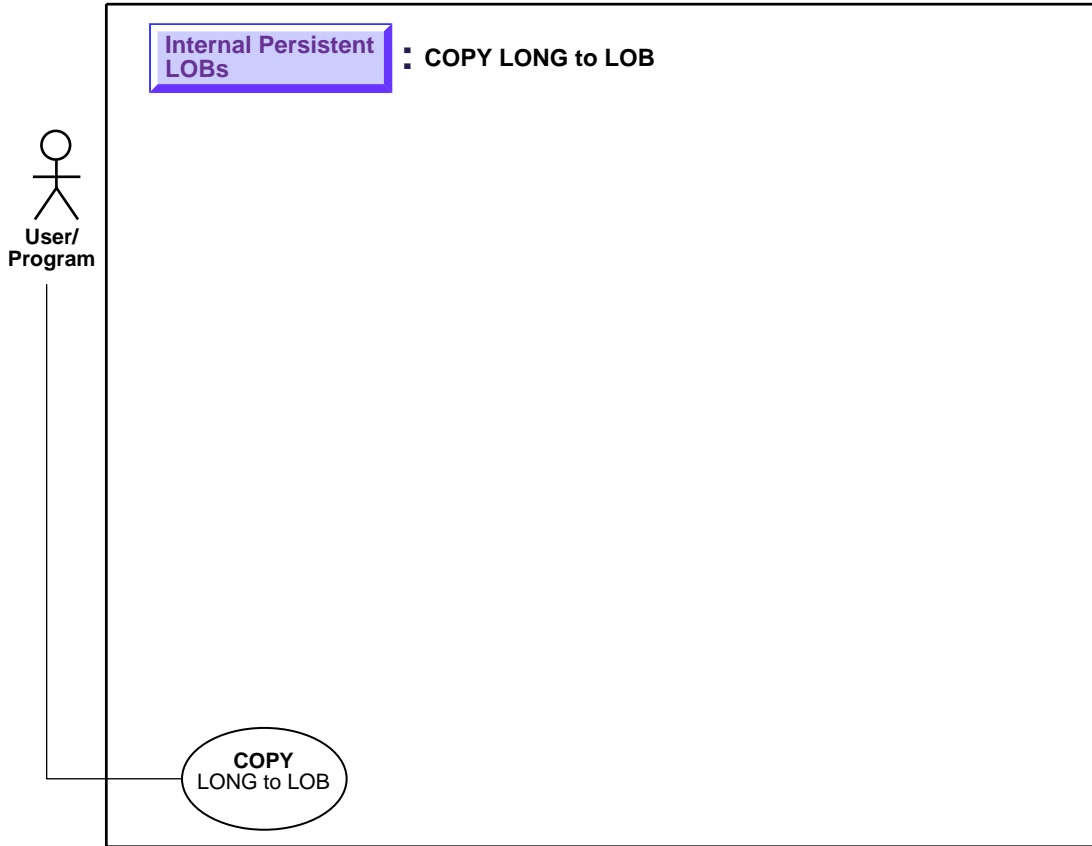 Internal Persistent
LOBs
: COPY LONG to LOB
User/
Program
COPY
LONG to LOB